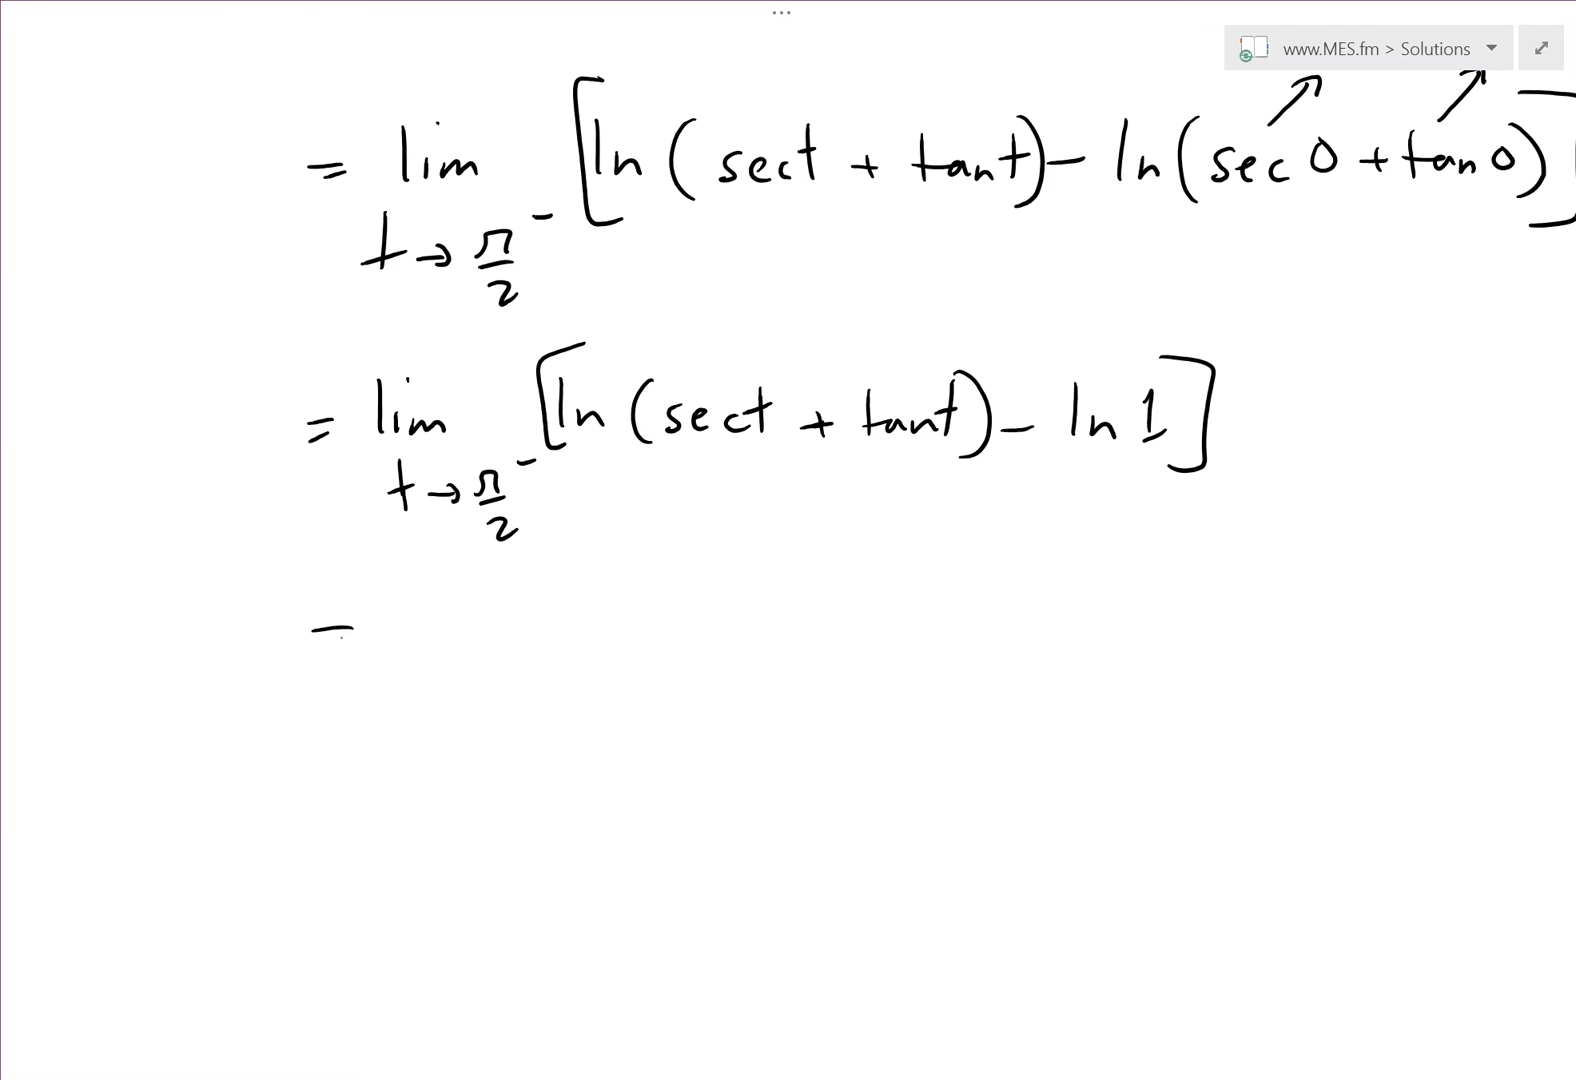 www.MES.fm > Solutions
= lim [ln(sect + tant) - ln(sec 0 + tan 0)]
t → π/2⁻
= lim [ln(sect + tant) - ln 1]
t → π/2⁻